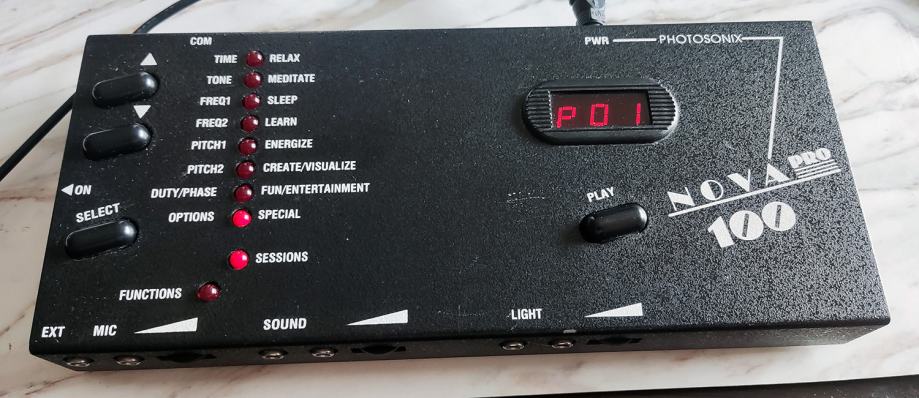 COM
PWR PHOTOSONIX
TIME RELAX
TONE MEDITATE
FREQ1 SLEEP
FREQ2 LEARN
PITCH1 ENERGIZE
PITCH2 CREATE/VISUALIZE
DUTY/PHASE FUN/ENTERTAINMENT
OPTIONS SPECIAL
P01
ON
SELECT
PLAY
NOVA PRO
100
SESSIONS
FUNCTIONS
EXT MIC SOUND LIGHT